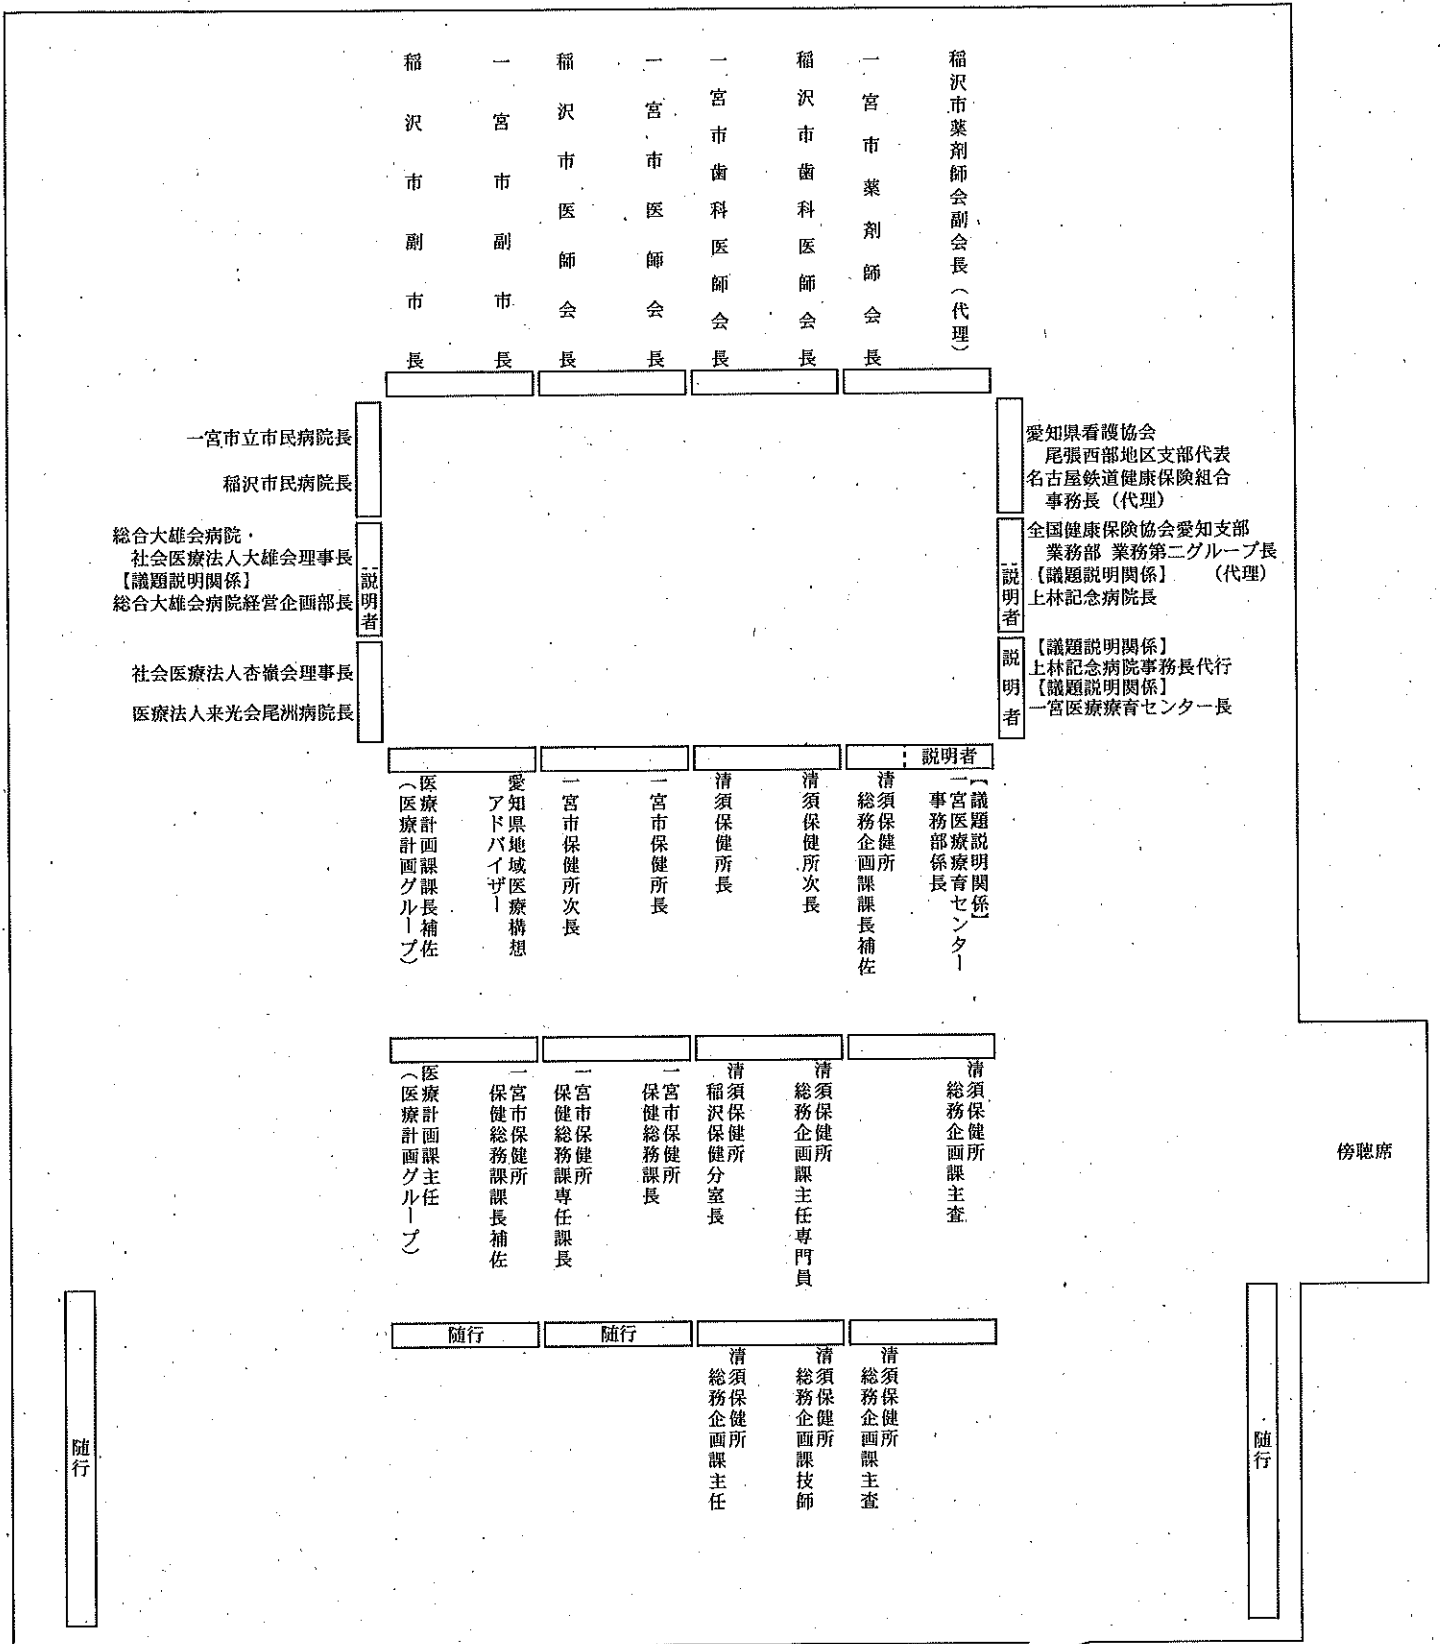 稲沢市副市長
一宮市副市長
稲沢市医師会長
一宮市医師会長
一宮市歯科医師会長
稲沢市歯科医師会長
一宮市薬剤師会長
稲沢市薬剤師会副会長（代理）
一宮市立市民病院長
稲沢市民病院長
総合大雄会病院・
社会医療法人大雄会理事長
【議題説明関係】
総合大雄会病院経営企画部長
説明者
社会医療法人杏嶺会理事長
医療法人来光会尾洲病院長
愛知県看護協会
尾張西部地区支部代表
名古屋鉄道健康保険組合
事務長（代理）
全国健康保険協会愛知支部
業務部 業務第二グループ長
【議題説明関係】 （代理）
上林記念病院長
説明者
【議題説明関係】
上林記念病院事務長代行
【議題説明関係】
一宮医療療育センター長
説明者
説明者
医療計画課課長補佐
（医療計画グループ）
愛知県地域医療構想
アドバイザー
一宮市保健所次長
一宮市保健所長
清須保健所長
清須保健所次長
清須保健所
総務企画課課長補佐
【議題説明関係】
一宮医療療育センター
事務部係長
医療計画課主任
（医療計画グループ）
一宮市保健所
保健総務課課長補佐
一宮市保健所
保健総務課専任課長
一宮市保健所
保健総務課長
清須保健所
稲沢保健分室長
清須保健所
総務企画課主任専門員
清須保健所
総務企画課主査
傍聴席
随行
随行
清須保健所
総務企画課主任
清須保健所
総務企画課技師
清須保健所
総務企画課主査
随行
随行